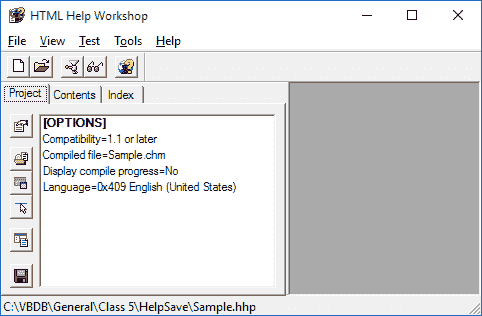 HTML Help Workshop
File View Test Tools Help
Project Contents Index
[OPTIONS]
Compatibility=1.1 or later
Compiled file=Sample.chm
Display compile progress=No
Language=0x409 English (United States)
C:\VBDB\General\Class 5\HelpSave\Sample.hhp